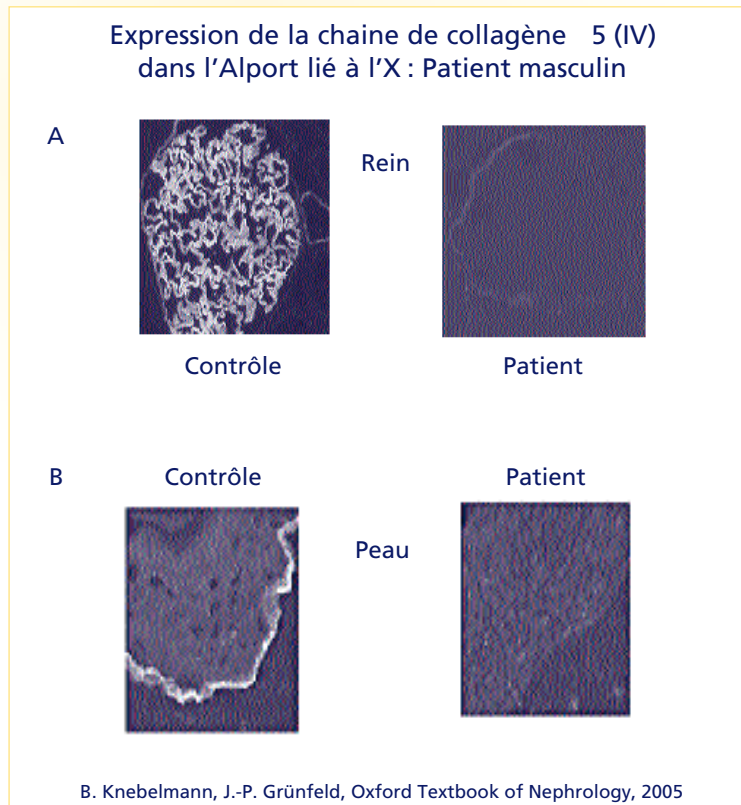 Expression de la chaine de collagène 5 (IV)
dans l'Alport lié à l'X : Patient masculin
A
Rein
Contrôle Patient
B Contrôle Patient
Peau
B. Knebelmann, J.-P. Grünfeld, Oxford Textbook of Nephrology, 2005